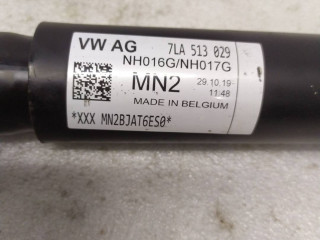 VW AG 7LA 513 029
NH016G/NH017G
MN2 29.10.19
11:48
MADE IN BELGIUM
*XXX MN2BJAT6ES0*